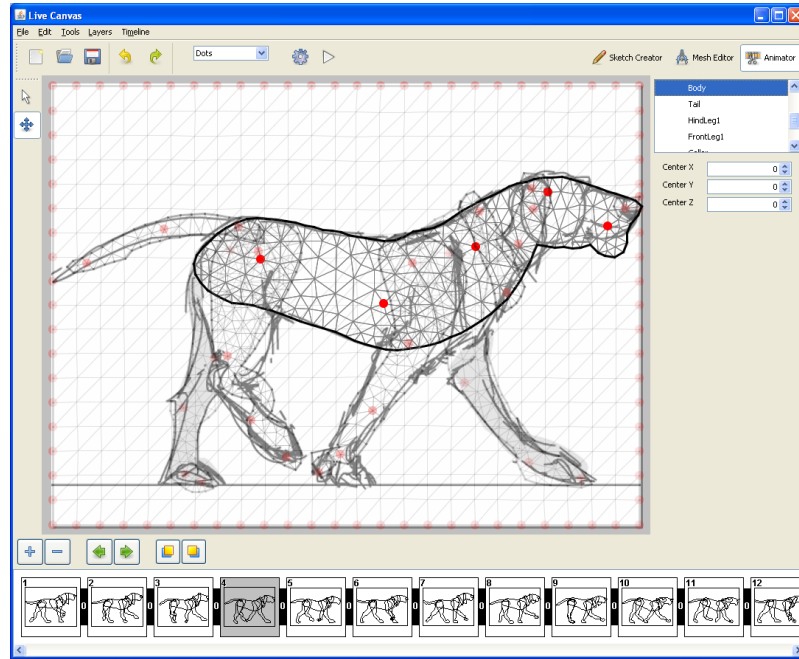 Live Canvas
File Edit Tools Layers Timeline
Dots
Sketch Creator
Mesh Editor
Animator
Body
Tail
HindLeg1
FrontLeg1
Center X 0
Center Y 0
Center Z 0
1 2 3 4 5 6 7 8 9 10 11 12
0 0 0 0 0 0 0 0 0 0 0